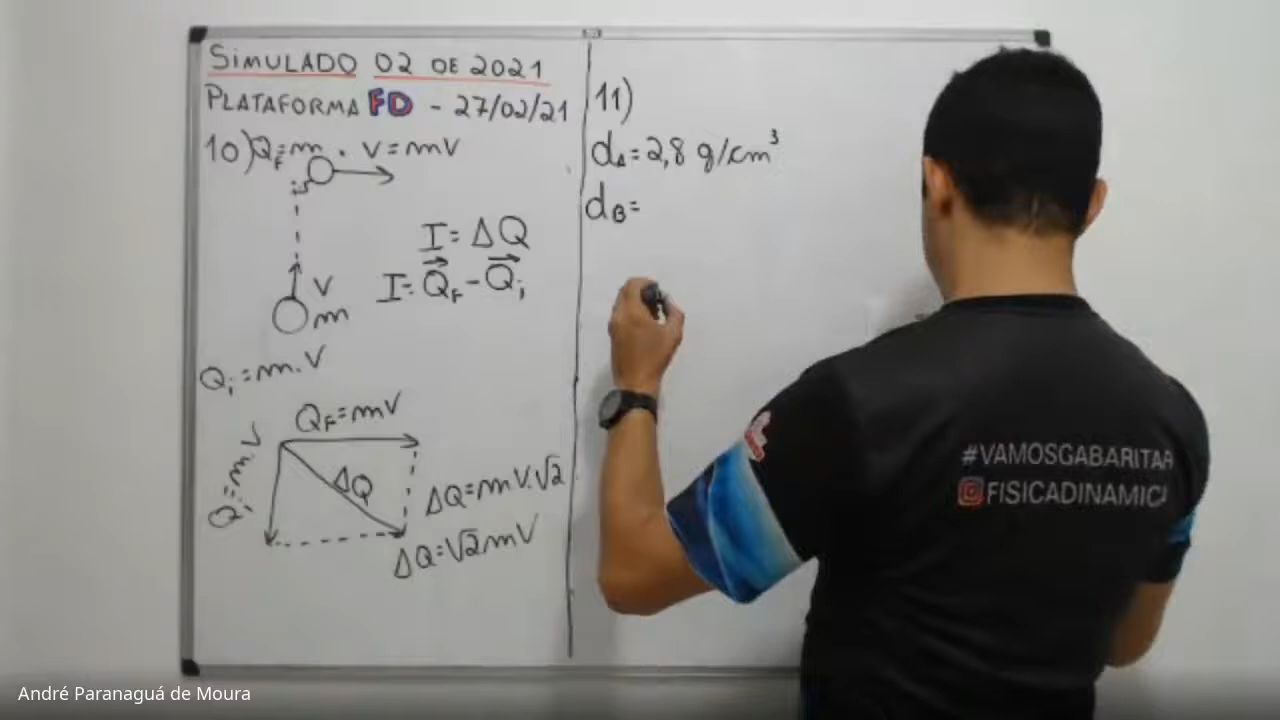 SIMULADO 02 DE 2021
PLATAFORMA FD - 27/02/21
10) Q_F = m . V = mV
I = ΔQ
I = Q⃗_F - Q⃗_i
V
m
Q_i = m.V
Q_F = mV
Q_i = m.V
ΔQ
ΔQ = mV.√2
ΔQ = √2 mV
11)
d_A = 2,8 g/cm³
d_B =
#VAMOSGABARITAR
FISICADINAMICA
André Paranaguá de Moura